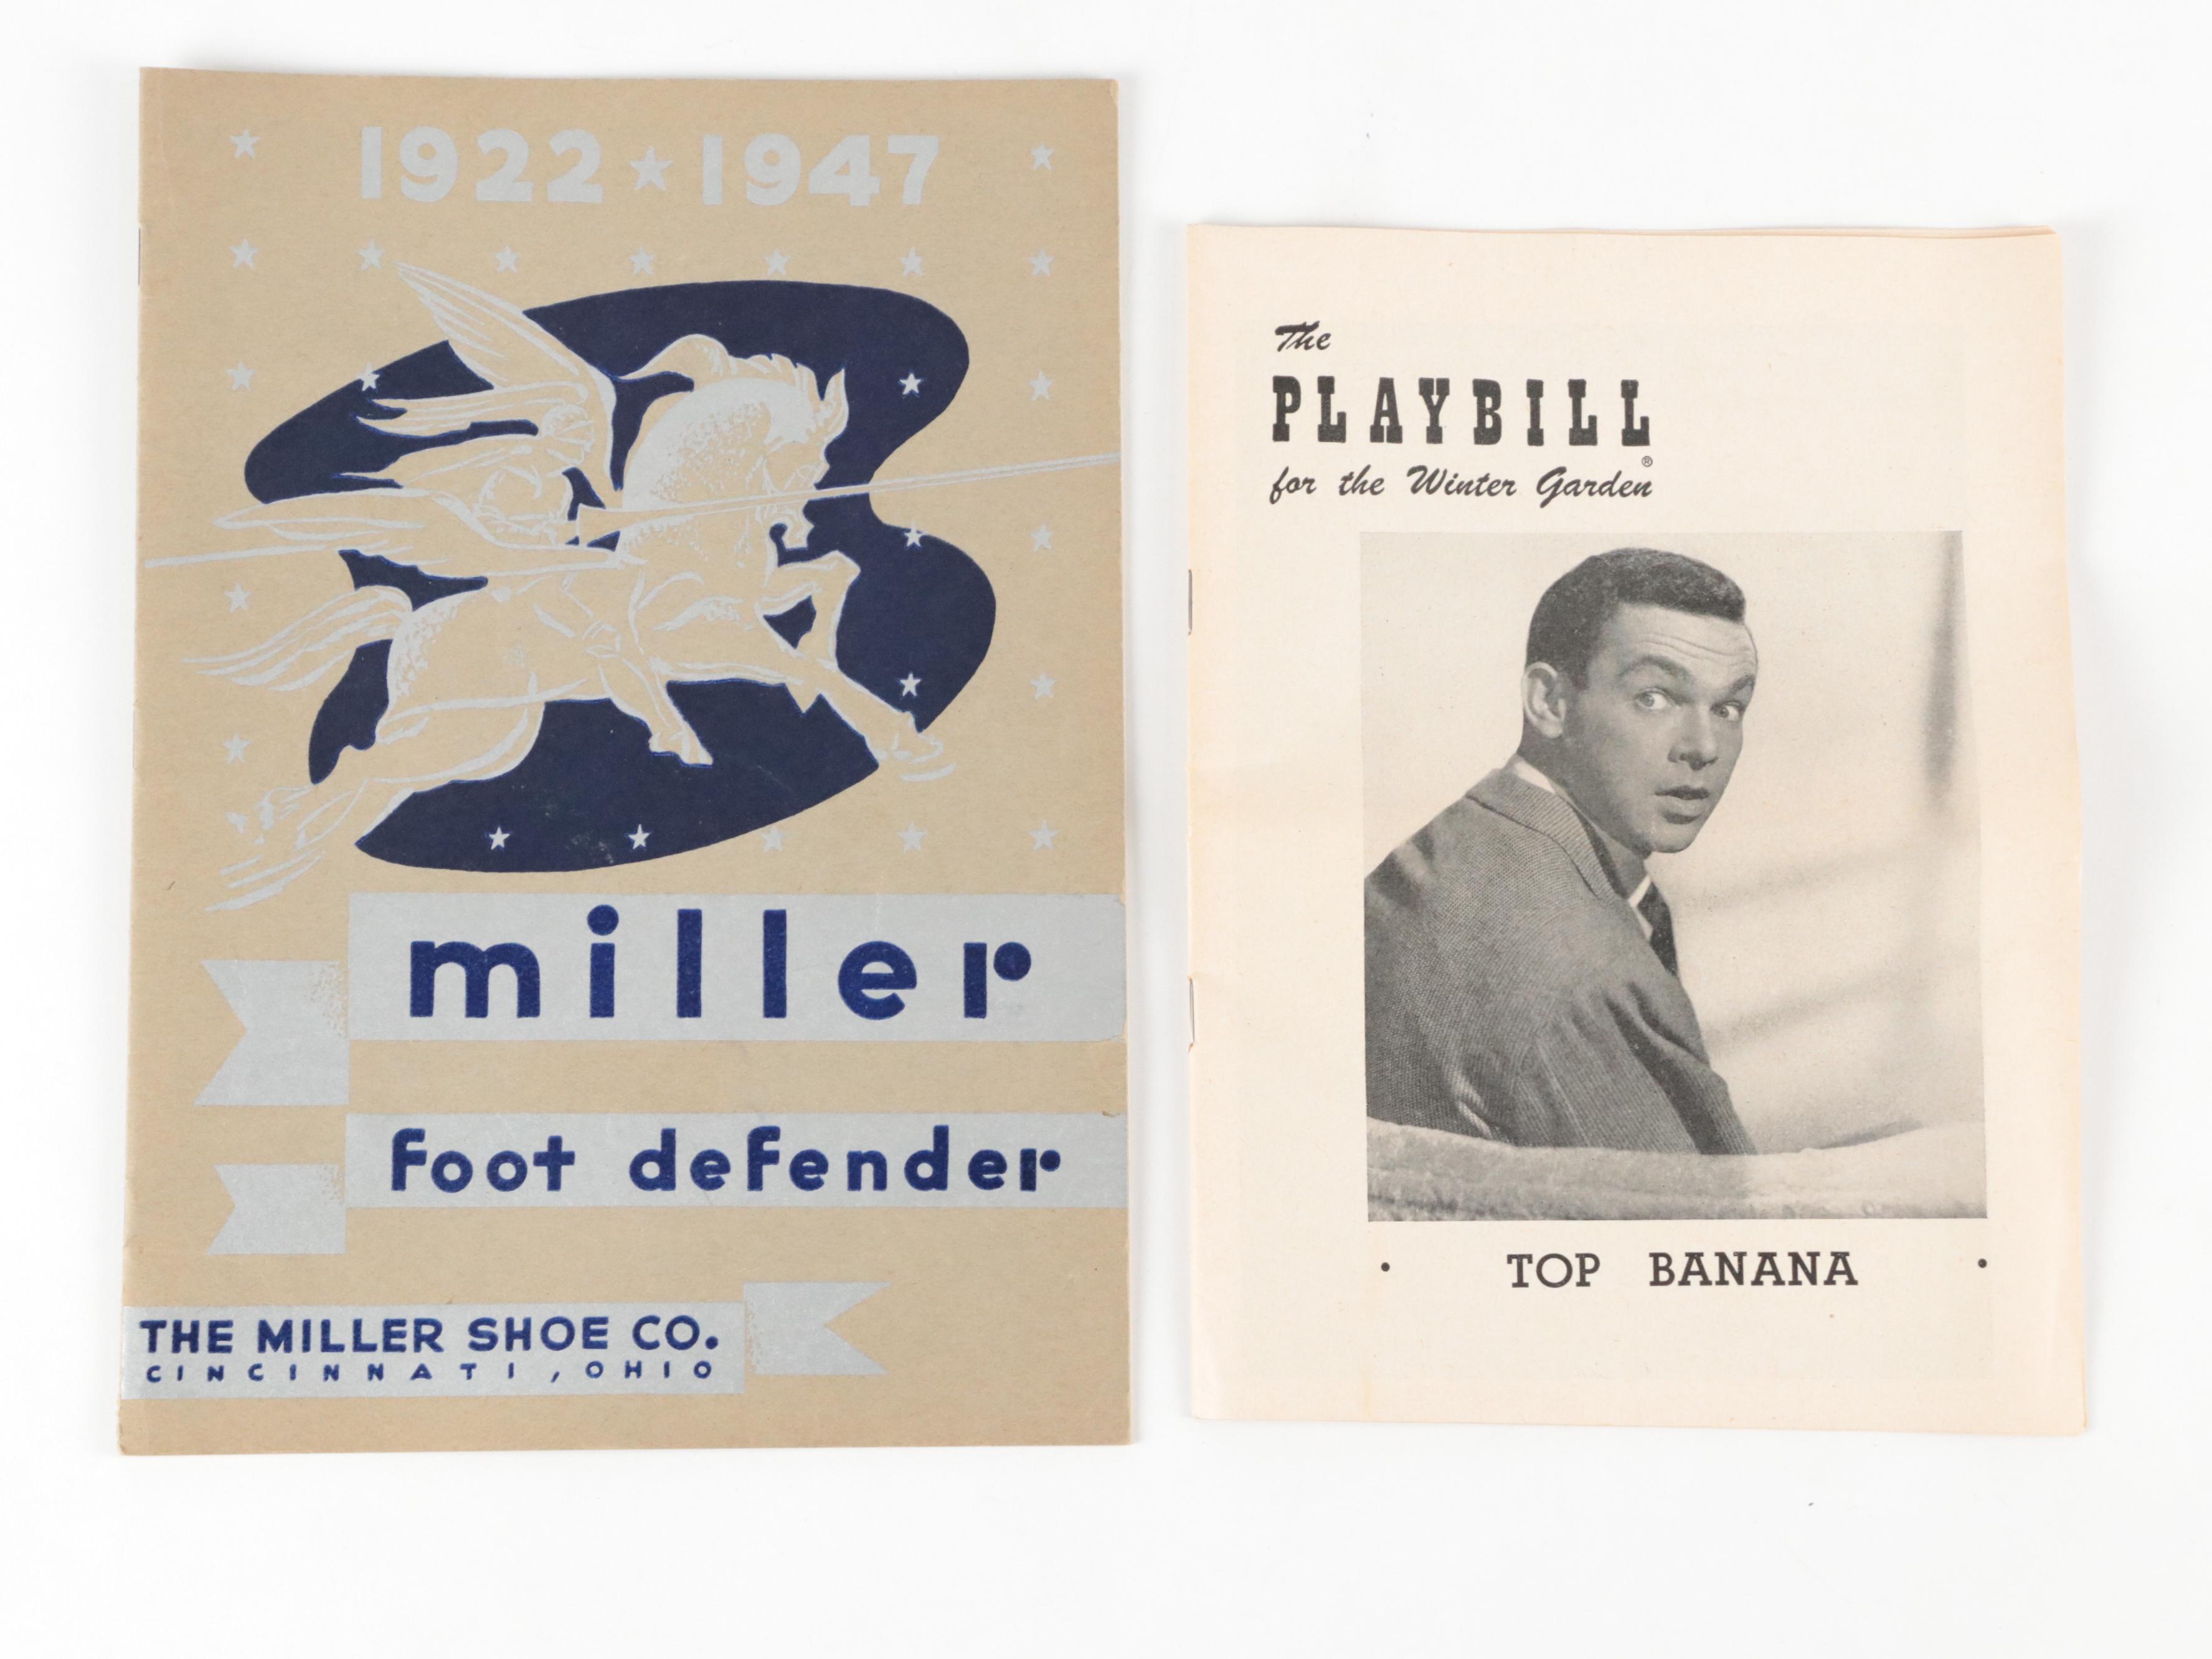 1922 ★ 1947
miller
foot defender
THE MILLER SHOE CO.
CINCINNATI, OHIO
The
PLAYBILL
®
for the Winter Garden
• TOP BANANA •